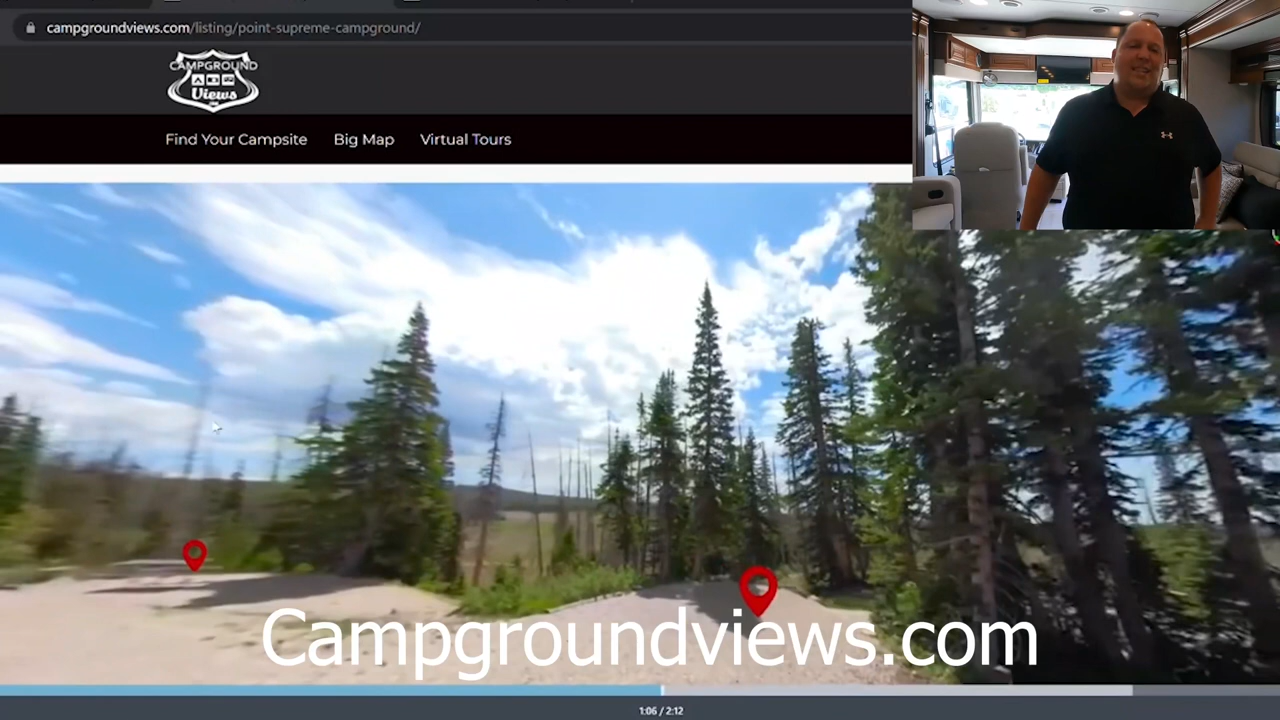 campgroundviews.com/listing/point-supreme-campground/
CAMPGROUND
Views
Find Your Campsite Big Map Virtual Tours
Campgroundviews.com
1:06 / 2:12